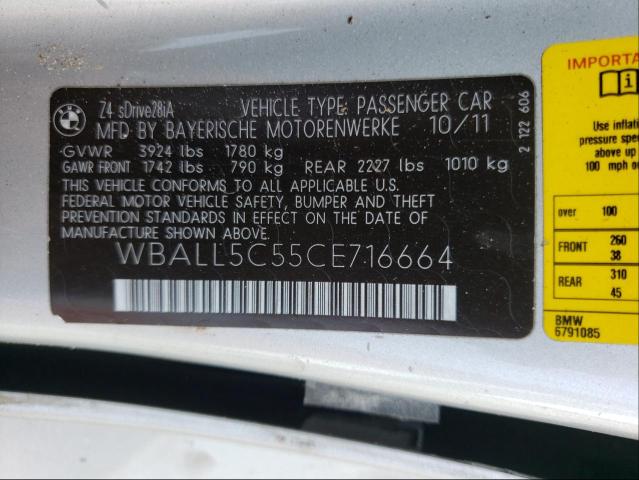 BMW
Z4 sDrive28iA VEHICLE TYPE PASSENGER CAR
MFD BY BAYERISCHE MOTORENWERKE 10/11
GVWR 3924 lbs 1780 kg
GAWR FRONT 1742 lbs 790 kg REAR 2227 lbs 1010 kg
THIS VEHICLE CONFORMS TO ALL APPLICABLE U.S.
FEDERAL MOTOR VEHICLE SAFETY, BUMPER, AND THEFT
PREVENTION STANDARDS IN EFFECT ON THE DATE OF
MANUFACTURE SHOWN ABOVE.
WBALL5C55CE716664
2 122 606
IMPORTA
Use inflat
pressure spe
above up
100 mph ou
over 100
FRONT 260
38
REAR 310
45
BMW
6791085